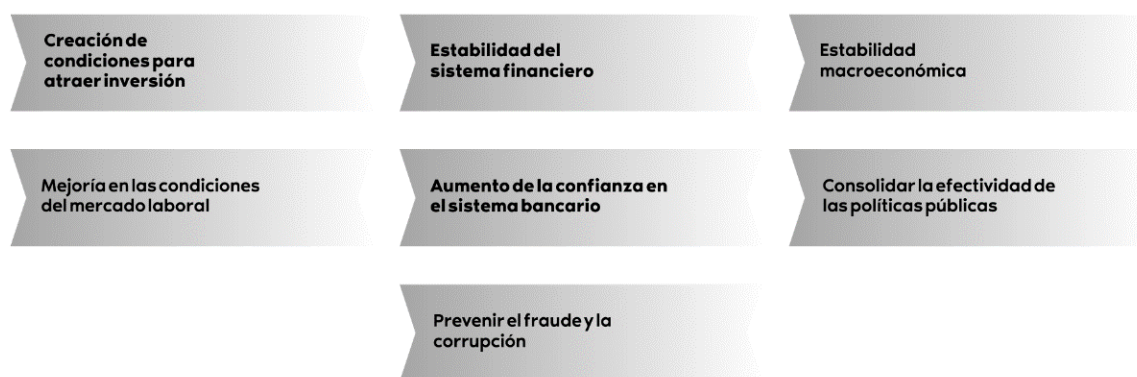 Creación de
condiciones para
atraer inversión
Estabilidad del
sistema financiero
Estabilidad
macroeconómica
Mejoría en las condiciones
del mercado laboral
Aumento de la confianza en
el sistema bancario
Consolidar la efectividad de
las políticas públicas
Prevenir el fraude y la
corrupción